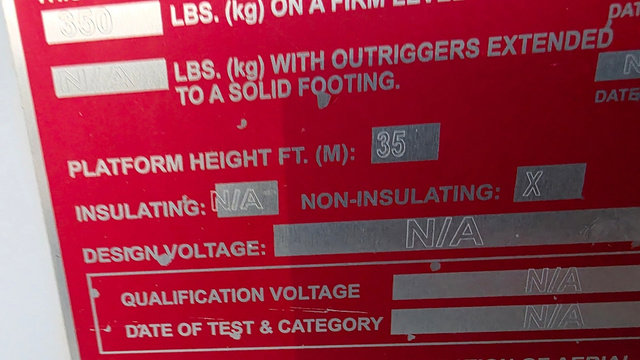 350 LBS. (kg) ON A FIRM LEVEL
N/A LBS. (kg) WITH OUTRIGGERS EXTENDED
TO A SOLID FOOTING.
DATE
PLATFORM HEIGHT FT. (M): 35
INSULATING: N/A NON-INSULATING: X
DESIGN VOLTAGE: N/A
QUALIFICATION VOLTAGE N/A
DATE OF TEST & CATEGORY N/A